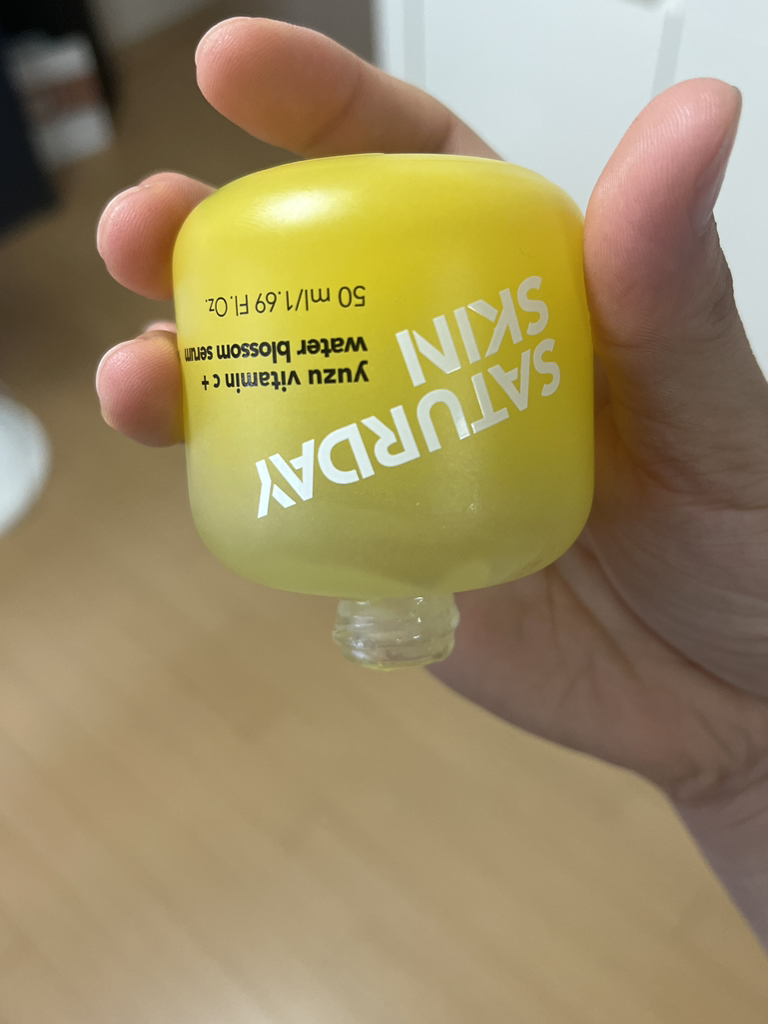 SATURDAY
SKIN
yuzu vitamin c +
water blossom serum
50 ml/1.69 Fl.Oz.